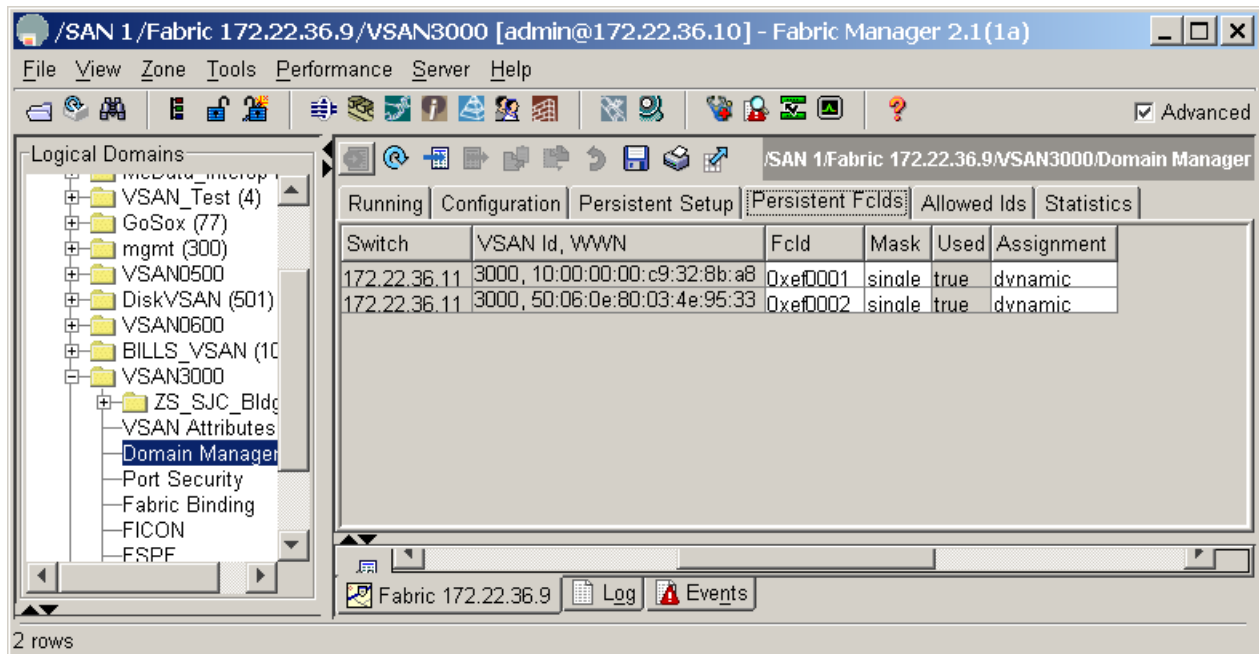 /SAN 1/Fabric 172.22.36.9/VSAN3000 [admin@172.22.36.10] - Fabric Manager 2.1(1a)
File View Zone Tools Performance Server Help
Advanced
Logical Domains
VSAN_Test (4)
GoSox (77)
mgmt (300)
VSAN0500
DiskVSAN (501)
VSAN0600
BILLS_VSAN (10
VSAN3000
ZS_SJC_Bldg
VSAN Attributes
Domain Manager
Port Security
Fabric Binding
FICON
FSPF
/SAN 1/Fabric 172.22.36.9/VSAN3000/Domain Manager
Running Configuration Persistent Setup Persistent FcIds Allowed Ids Statistics
Switch VSAN Id, WWN FcId Mask Used Assignment
172.22.36.11 3000, 10:00:00:00:c9:32:8b:a8 0xef0001 single true dynamic
172.22.36.11 3000, 50:06:0e:80:03:4e:95:33 0xef0002 single true dynamic
Fabric 172.22.36.9 Log Events
2 rows